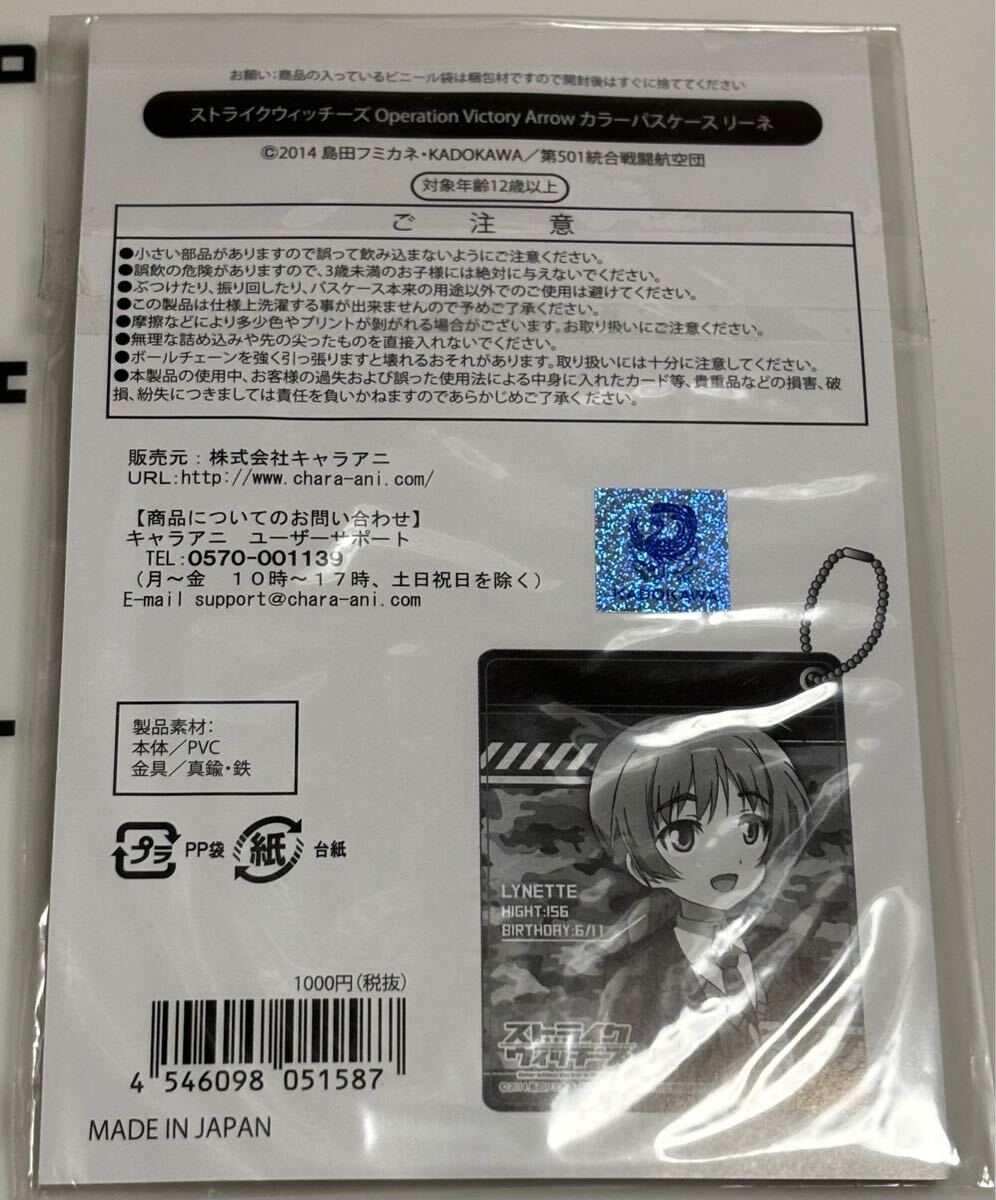 お願い:商品の入っているビニール袋は梱包材ですので開封後はすぐに捨ててください
ストライクウィッチーズ Operation Victory Arrow カラーパスケース リーネ
©2014 島田フミカネ・KADOKAWA／第501統合戦闘航空団
対象年齢12歳以上
ご 注 意
●小さい部品がありますので誤って飲み込まないようにご注意ください。
●誤飲の危険がありますので、3歳未満のお子様には絶対に与えないでください。
●ぶつけたり、振り回したり、パスケース本来の用途以外でのご使用は避けてください。
●この製品は仕様上洗濯する事が出来ませんので予めご了承ください。
●摩擦などにより多少色やプリントが剝がれる場合がございます。お取り扱いにご注意ください。
●無理な詰め込みや先の尖ったものを直接入れないでください。
●ボールチェーンを強く引っ張りますと壊れるおそれがあります。取り扱いには十分に注意してください。
●本製品の使用中、お客様の過失および誤った使用法による中身に入れたカード等、貴重品などの損害、破
損、紛失につきましては責任を負いかねますのであらかじめご了承ください。
販売元：株式会社キャラアニ
URL:http://www.chara-ani.com/
【商品についてのお問い合わせ】
キャラアニ ユーザーサポート
TEL:0570-001139
（月～金 １０時～１７時、土日祝日を除く）
E-mail support@chara-ani.com
KADOKAWA
製品素材:
本体／PVC
金具／真鍮・鉄
プラ PP袋 紙 台紙
LYNETTE
HIGHT:156
BIRTHDAY:6/11
ストライク
ウィッチーズ
©2014 島田フミカネ
1000円（税抜）
4 546098 051587
MADE IN JAPAN